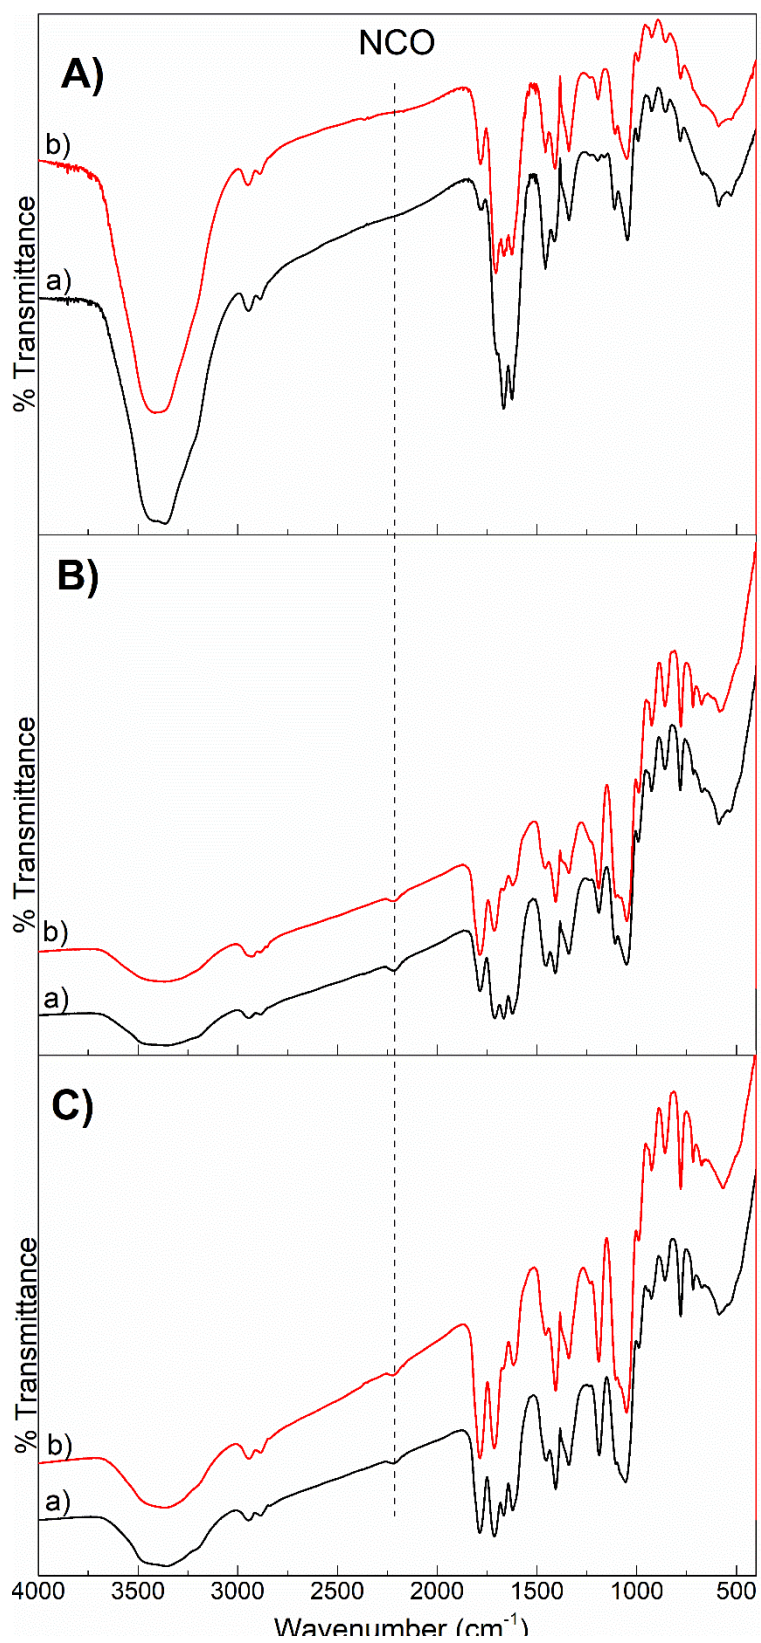 NCO
A)
b)
a)
% Transmittance
B)
b)
a)
% Transmittance
C)
b)
a)
% Transmittance
4000 3500 3000 2500 2000 1500 1000 500
Wavenumber (cm⁻¹)